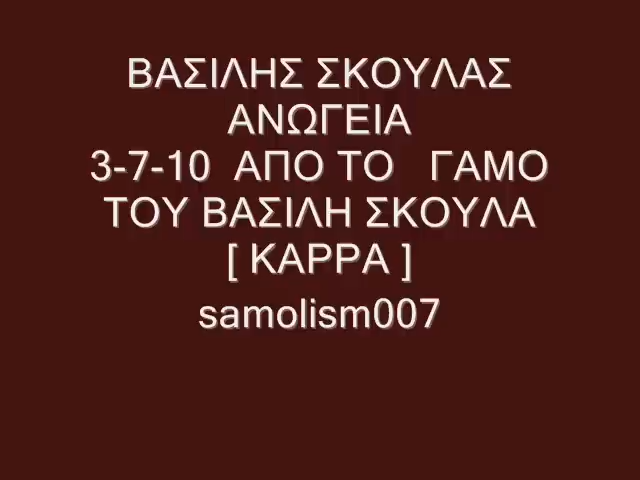 ΒΑΣΙΛΗΣ ΣΚΟΥΛΑΣ
ΑΝΩΓΕΙΑ
3-7-10 ΑΠΟ ΤΟ ΓΑΜΟ
ΤΟΥ ΒΑΣΙΛΗ ΣΚΟΥΛΑ
[ ΚΑΡΡΑ ]
samolism007